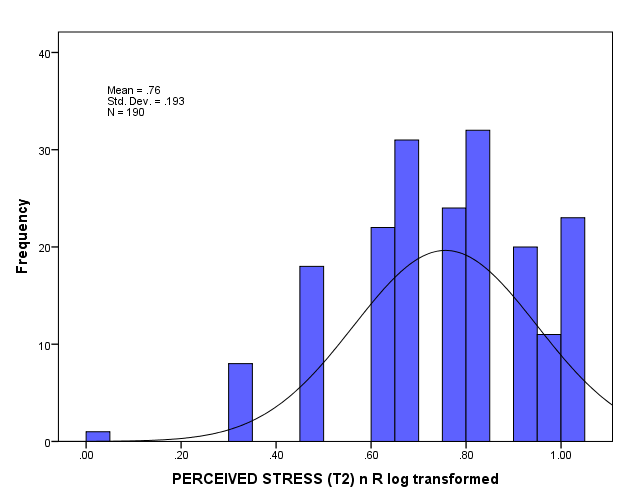 Mean = .76
Std. Dev. = .193
N = 190
40
30
20
10
0
Frequency
.00 .20 .40 .60 .80 1.00
PERCEIVED STRESS (T2) n R log transformed